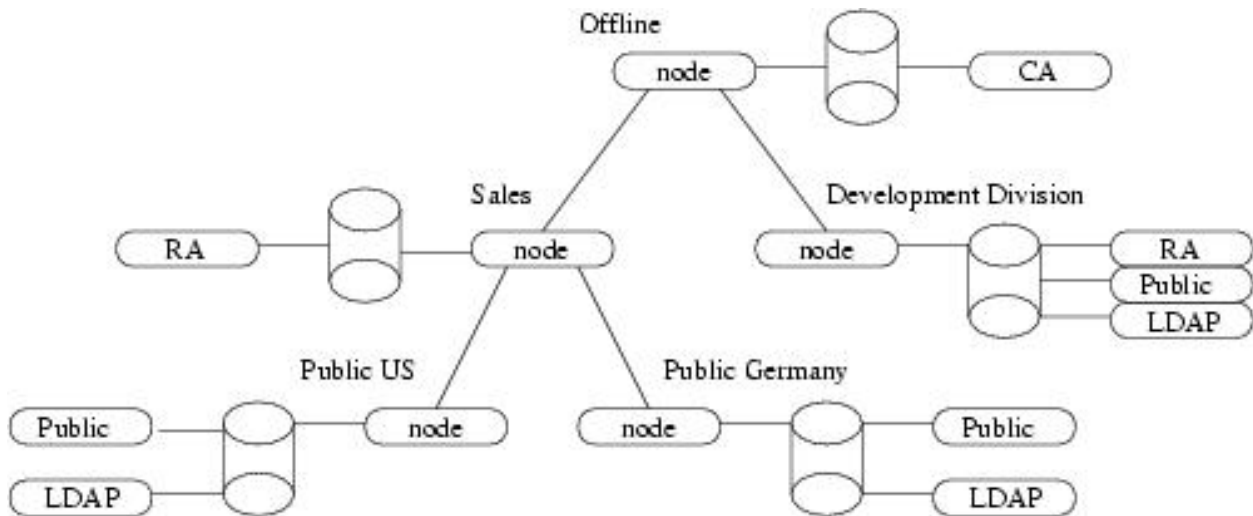 Offline
node
CA
Sales
Development Division
RA
node
node
RA
Public
LDAP
Public US
Public Germany
Public
node
node
Public
LDAP
LDAP